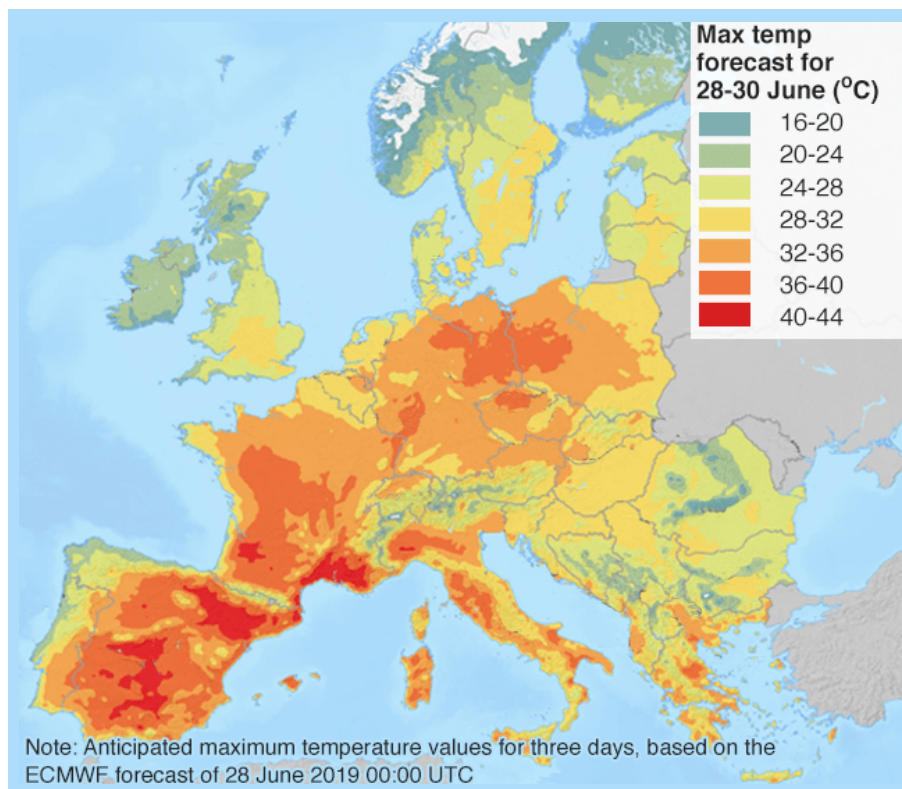 Max temp
forecast for
28-30 June (ºC)
16-20
20-24
24-28
28-32
32-36
36-40
40-44
Note: Anticipated maximum temperature values for three days, based on the
ECMWF forecast of 28 June 2019 00:00 UTC